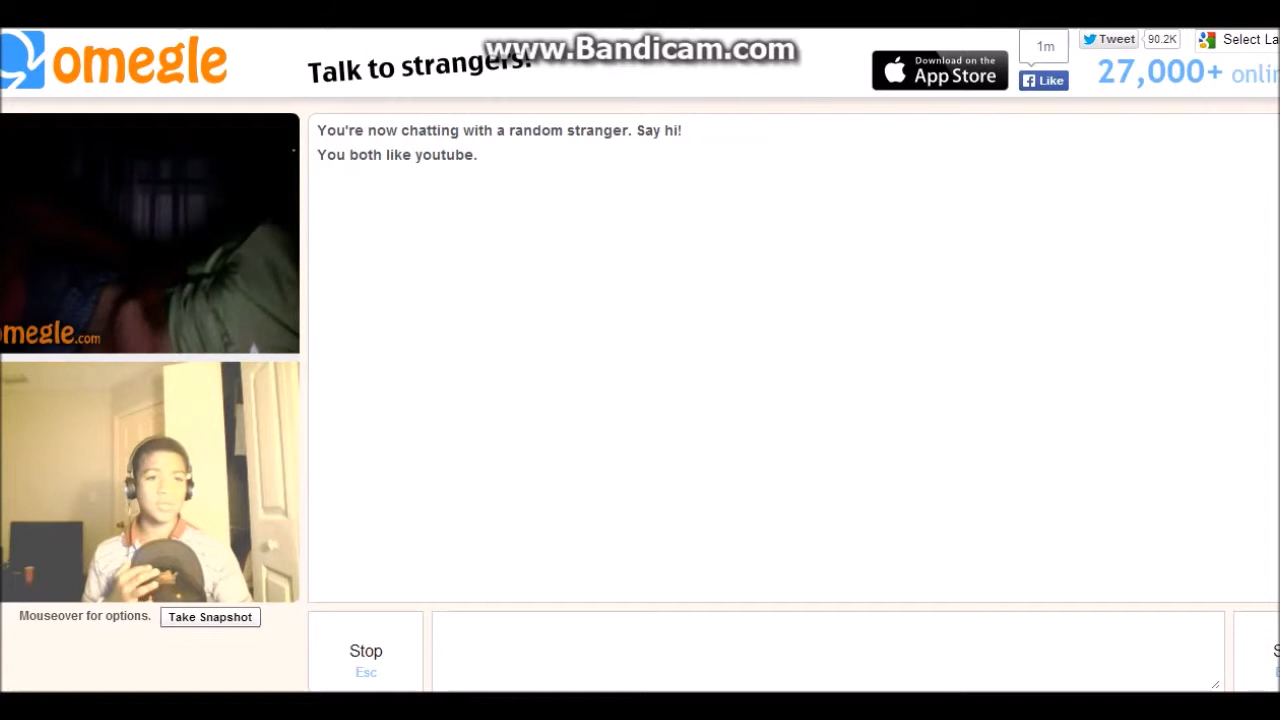 www.Bandicam.com
omegle
Talk to strangers!
Download on the
App Store
1m
Like
Tweet
90.2K
Select La
27,000+ onlin
You're now chatting with a random stranger. Say hi!
You both like youtube.
omegle.com
Mouseover for options.
Take Snapshot
Stop
Esc